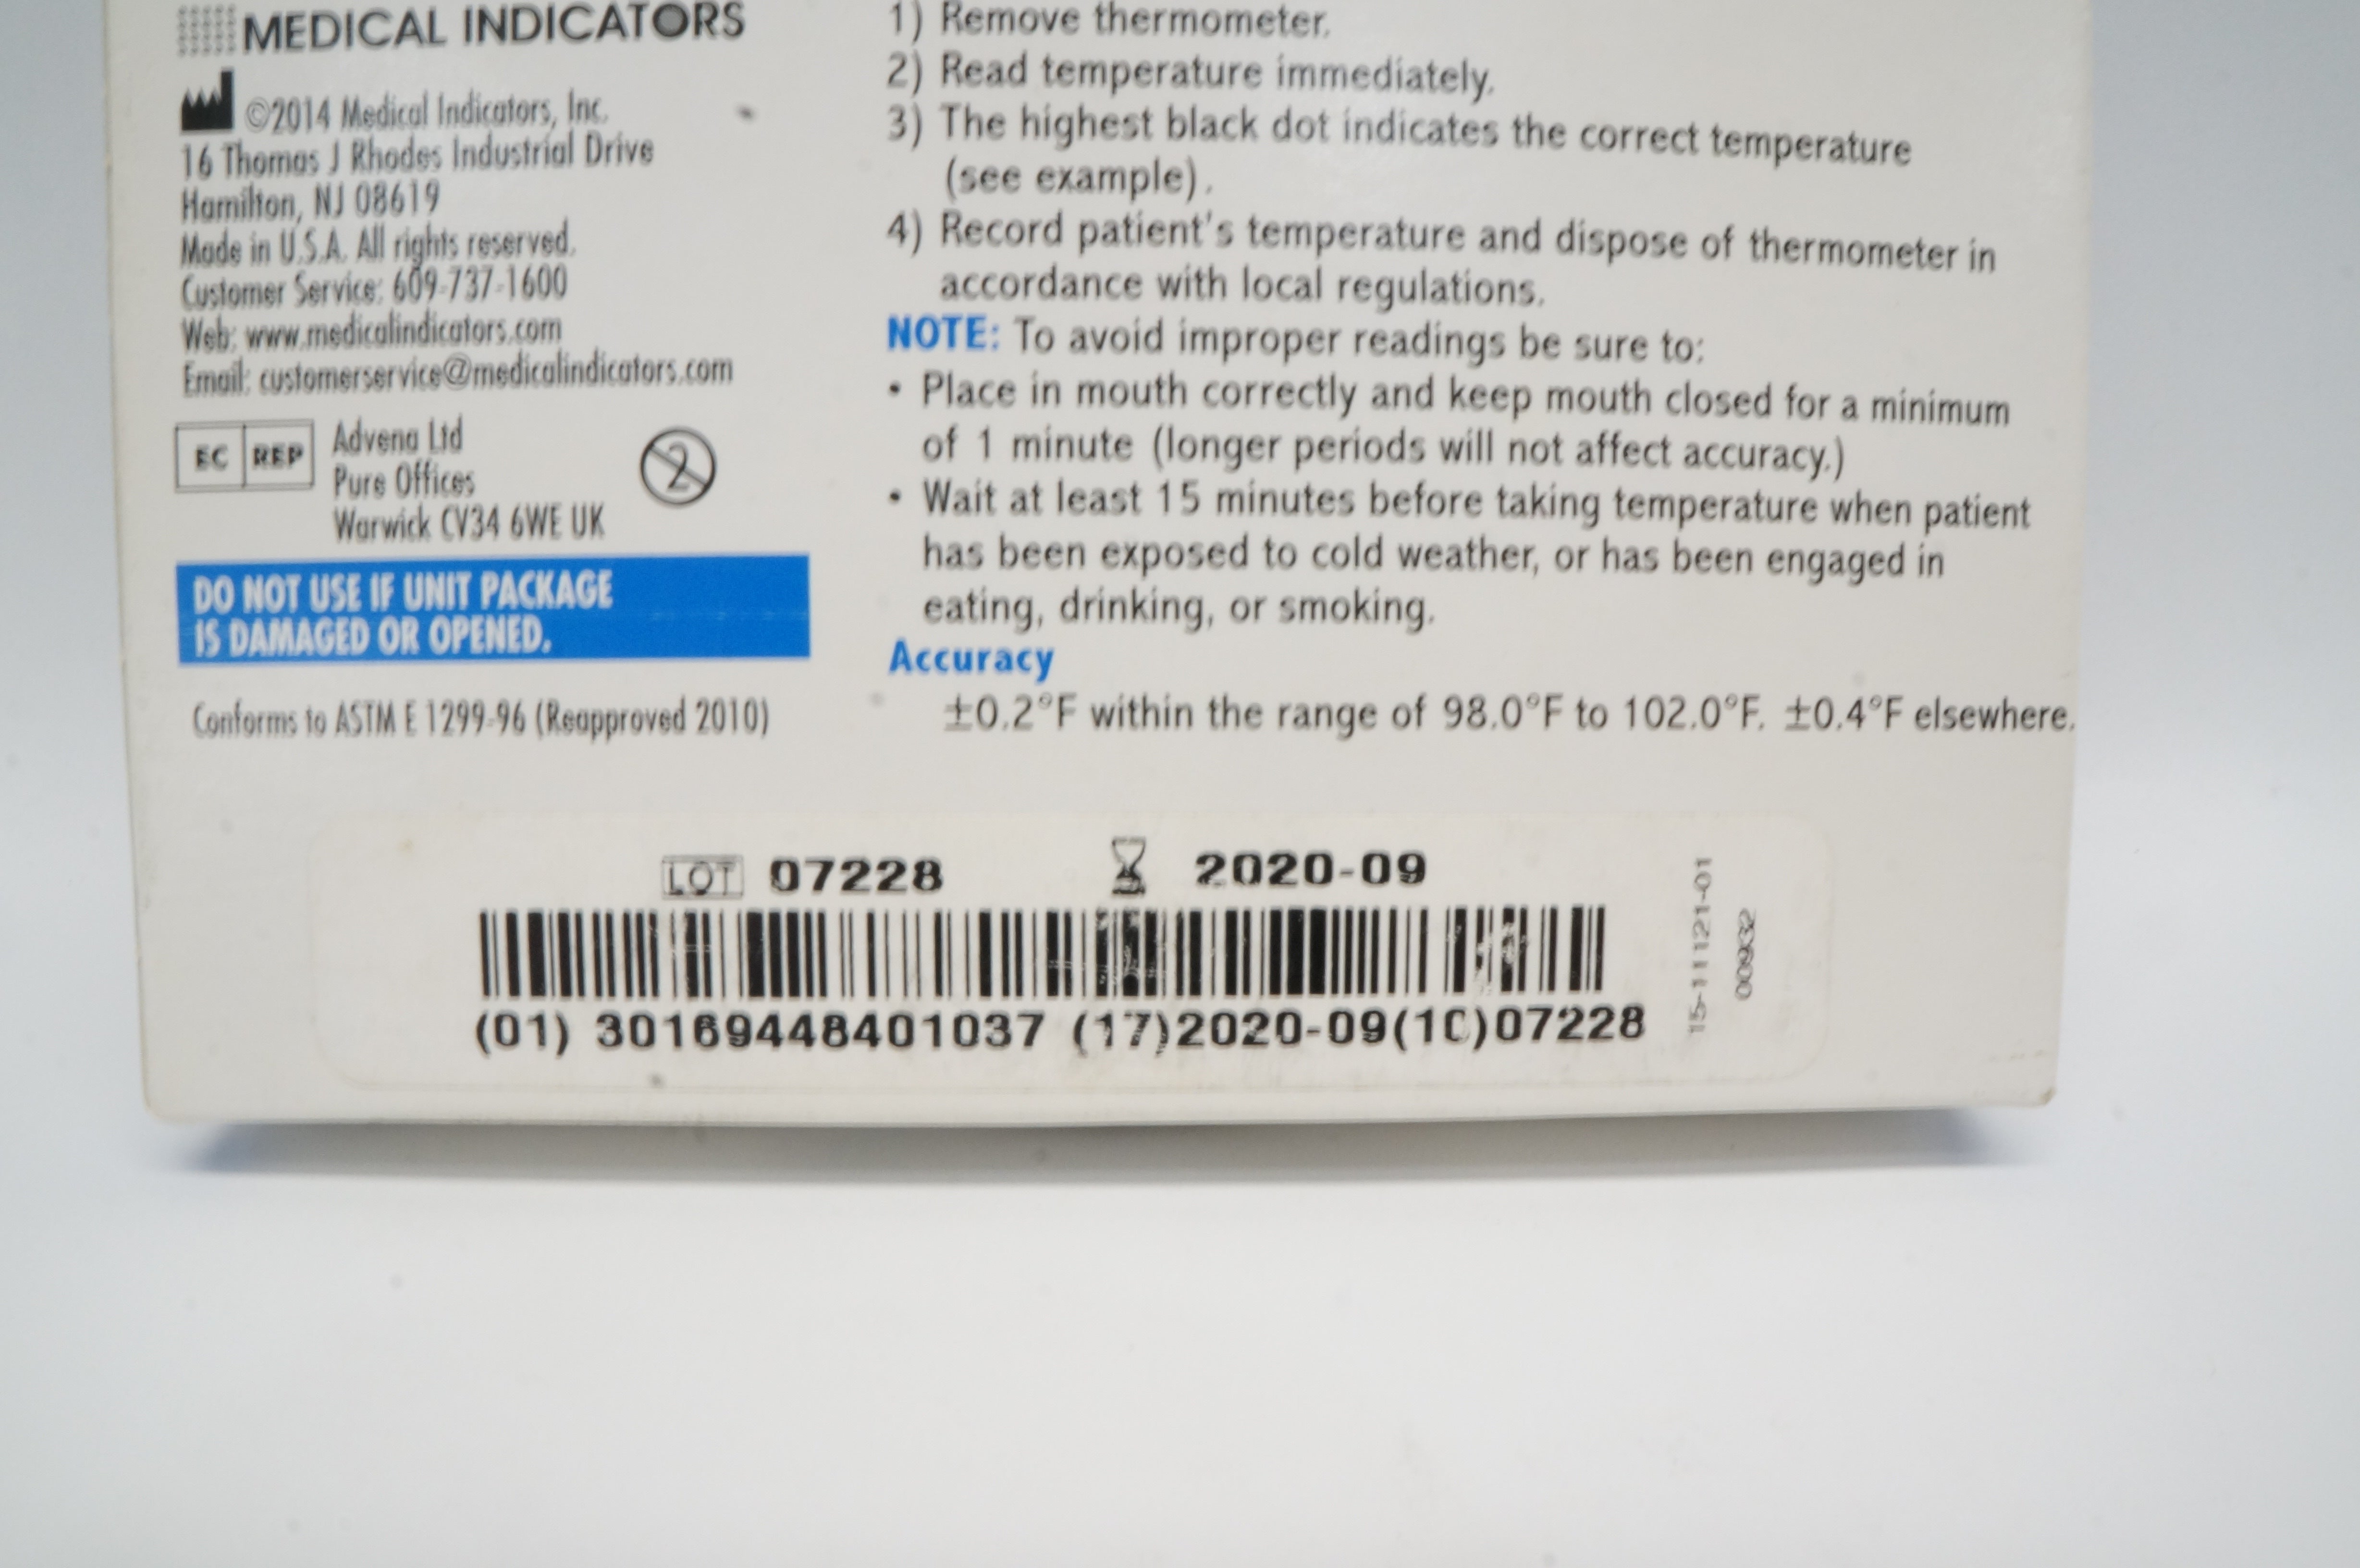 MEDICAL INDICATORS
©2014 Medical Indicators, Inc.
16 Thomas J Rhodes Industrial Drive
Hamilton, NJ 08619
Made in U.S.A. All rights reserved.
Customer Service: 609-737-1600
Web: www.medicalindicators.com
Email: customerservice@medicalindicators.com
EC REP
Advena Ltd
Pure Offices
Warwick CV34 6WE UK
2
DO NOT USE IF UNIT PACKAGE
IS DAMAGED OR OPENED.
Conforms to ASTM E 1299-96 (Reapproved 2010)
1) Remove thermometer.
2) Read temperature immediately.
3) The highest black dot indicates the correct temperature
(see example).
4) Record patient's temperature and dispose of thermometer in
accordance with local regulations.
NOTE: To avoid improper readings be sure to:
• Place in mouth correctly and keep mouth closed for a minimum
of 1 minute (longer periods will not affect accuracy.)
• Wait at least 15 minutes before taking temperature when patient
has been exposed to cold weather, or has been engaged in
eating, drinking, or smoking.
Accuracy
±0.2°F within the range of 98.0°F to 102.0°F. ±0.4°F elsewhere.
LOT 07228 2020-09
(01) 30169448401037 (17)2020-09(10)07228
15-11121-01
00932